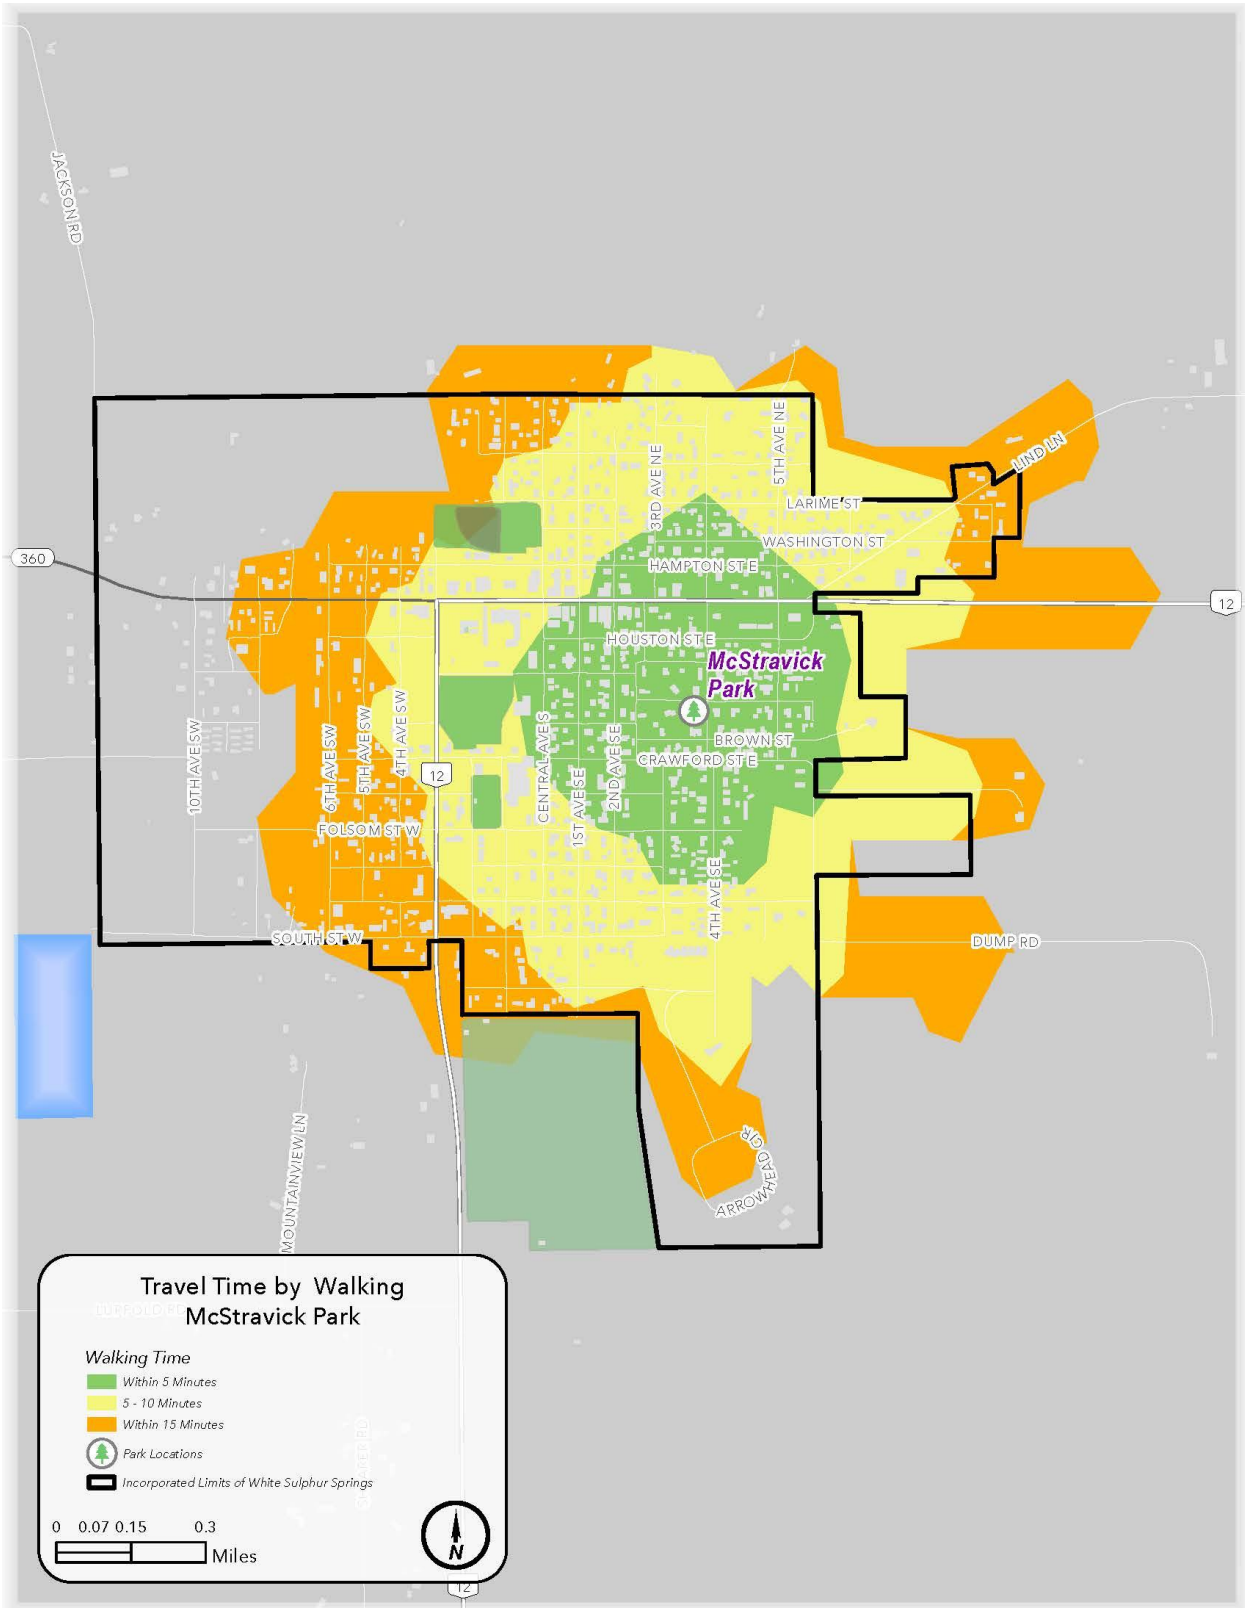 JACKSON RD
12
LIND LN
5TH AVE NE
3RD AVE NE
LARIME ST
WASHINGTON ST
360
HAMPTON ST E
12
HOUSTON ST E
McStravick
Park
4TH AVE SW
5TH AVE SW
6TH AVE SW
10TH AVE SW
CENTRAL AVE S
2ND AVE SE
1ST AVE SE
BROWN ST
CRAWFORD ST E
12
FOLSOM ST W
4TH AVE SE
SOUTH ST W
DUMP RD
MOUNTAINVIEW LN
ARROWHEAD CIR
Travel Time by Walking
McStravick Park
Walking Time
Within 5 Minutes
5 - 10 Minutes
Within 15 Minutes
Park Locations
Incorporated Limits of White Sulphur Springs
0 0.07 0.15 0.3
Miles
N
12